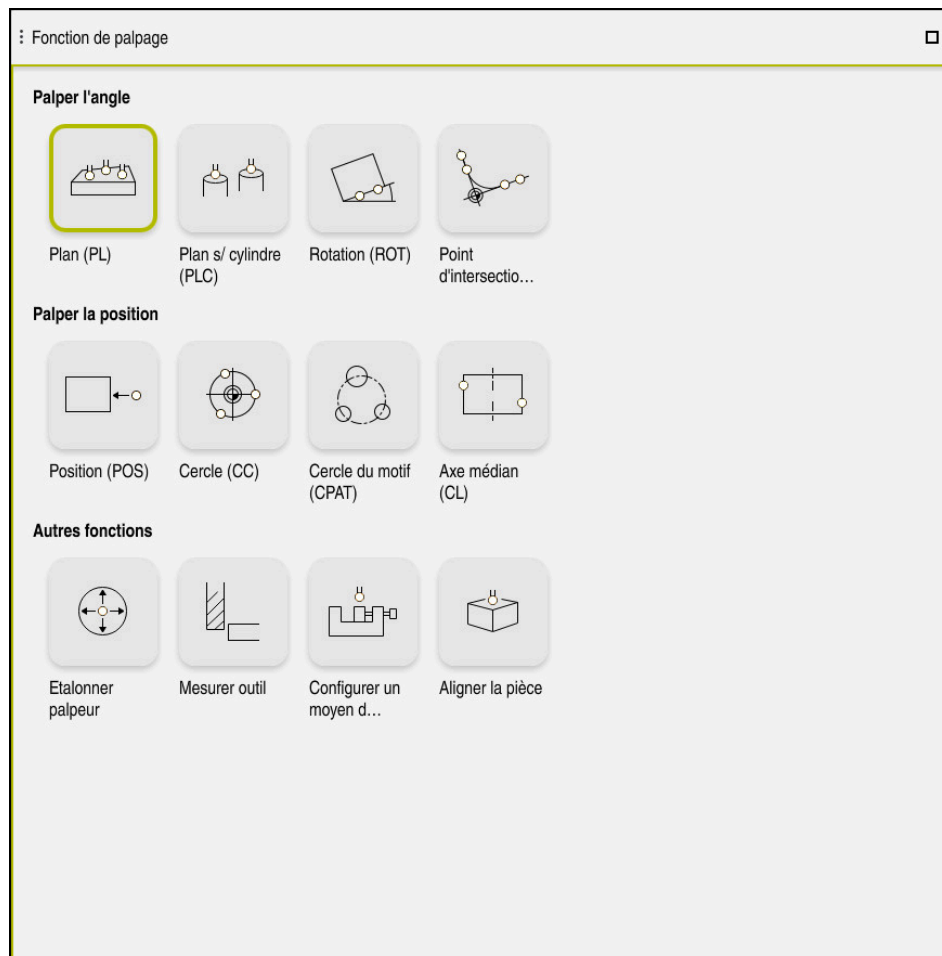 Fonction de palpage
Palper l'angle
Plan (PL)
Plan s/ cylindre
(PLC)
Rotation (ROT)
Point
d'intersectio…
Palper la position
Position (POS)
Cercle (CC)
Cercle du motif
(CPAT)
Axe médian
(CL)
Autres fonctions
Etalonner
palpeur
Mesurer outil
Configurer un
moyen d…
Aligner la pièce